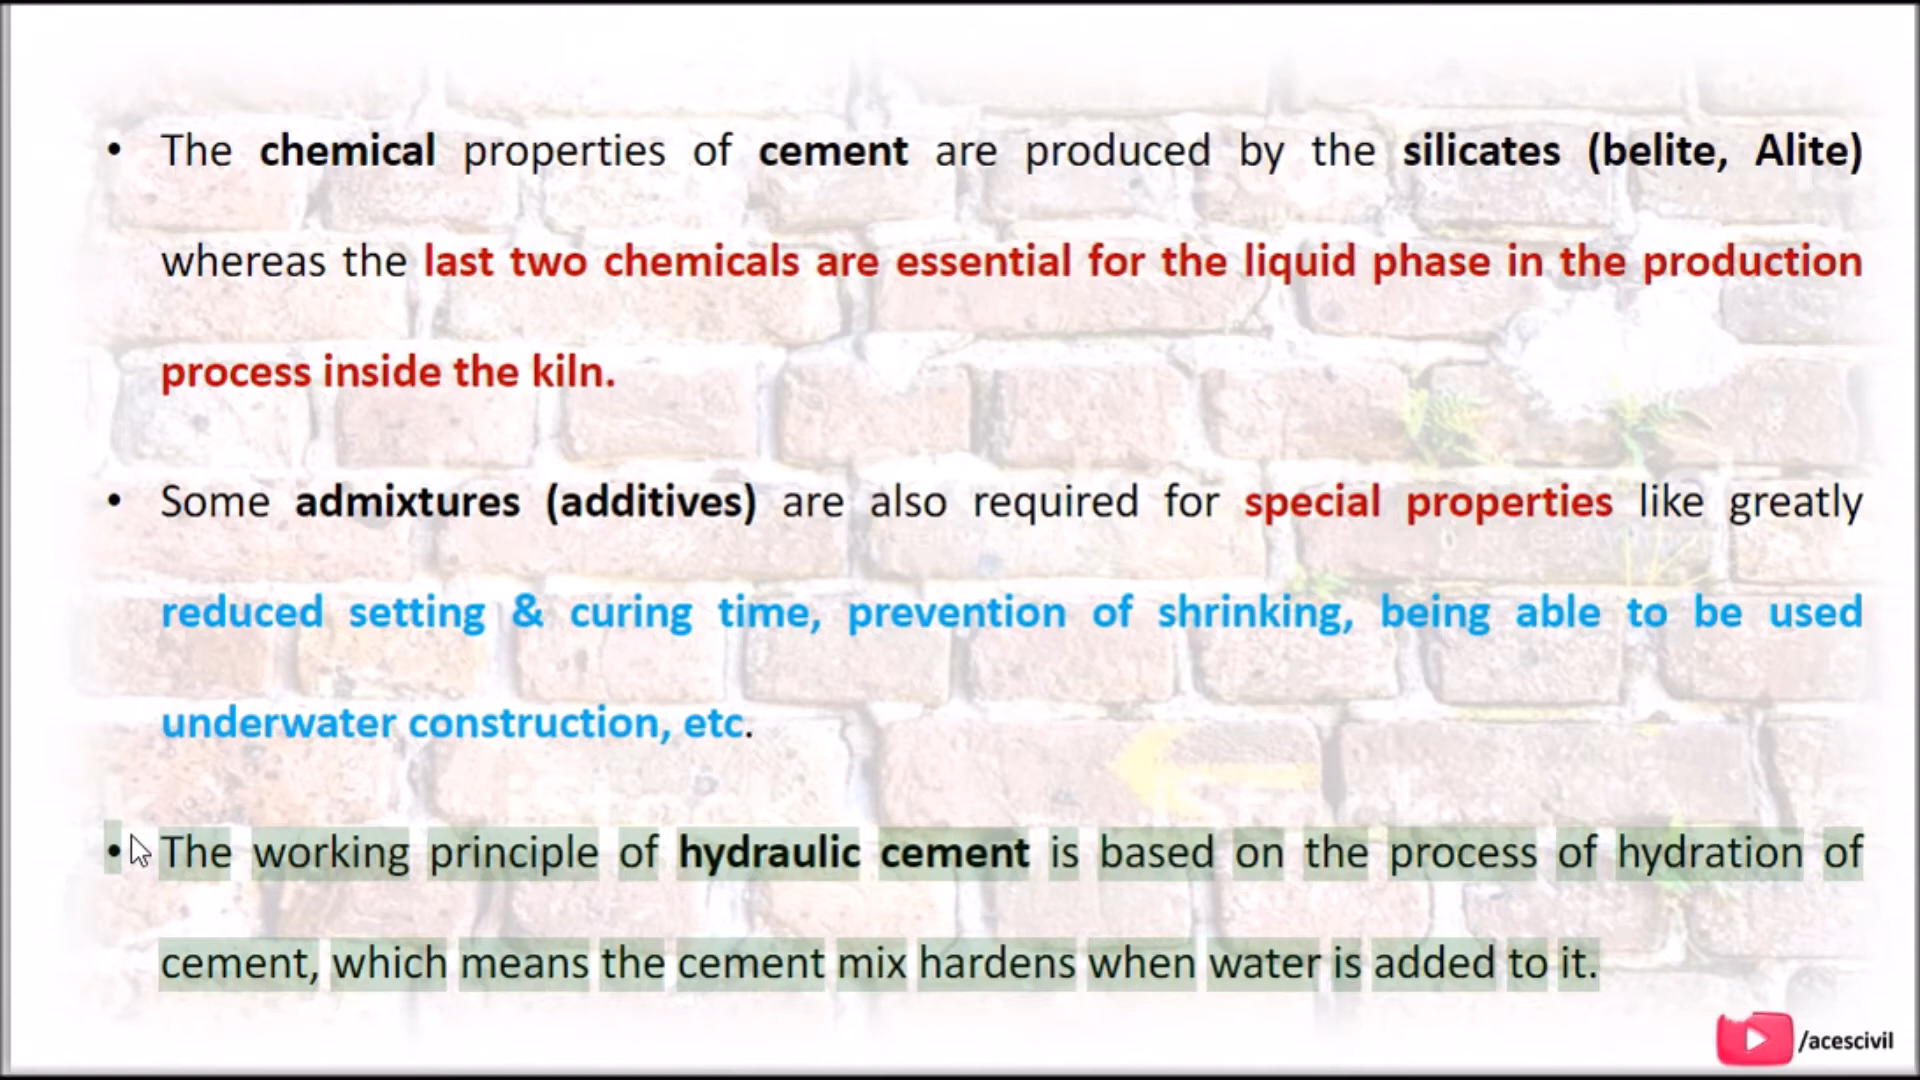 • The chemical properties of cement are produced by the silicates (belite, Alite)
whereas the last two chemicals are essential for the liquid phase in the production
process inside the kiln.
• Some admixtures (additives) are also required for special properties like greatly
reduced setting & curing time, prevention of shrinking, being able to be used
underwater construction, etc.
• The working principle of hydraulic cement is based on the process of hydration of
cement, which means the cement mix hardens when water is added to it.
/acescivil